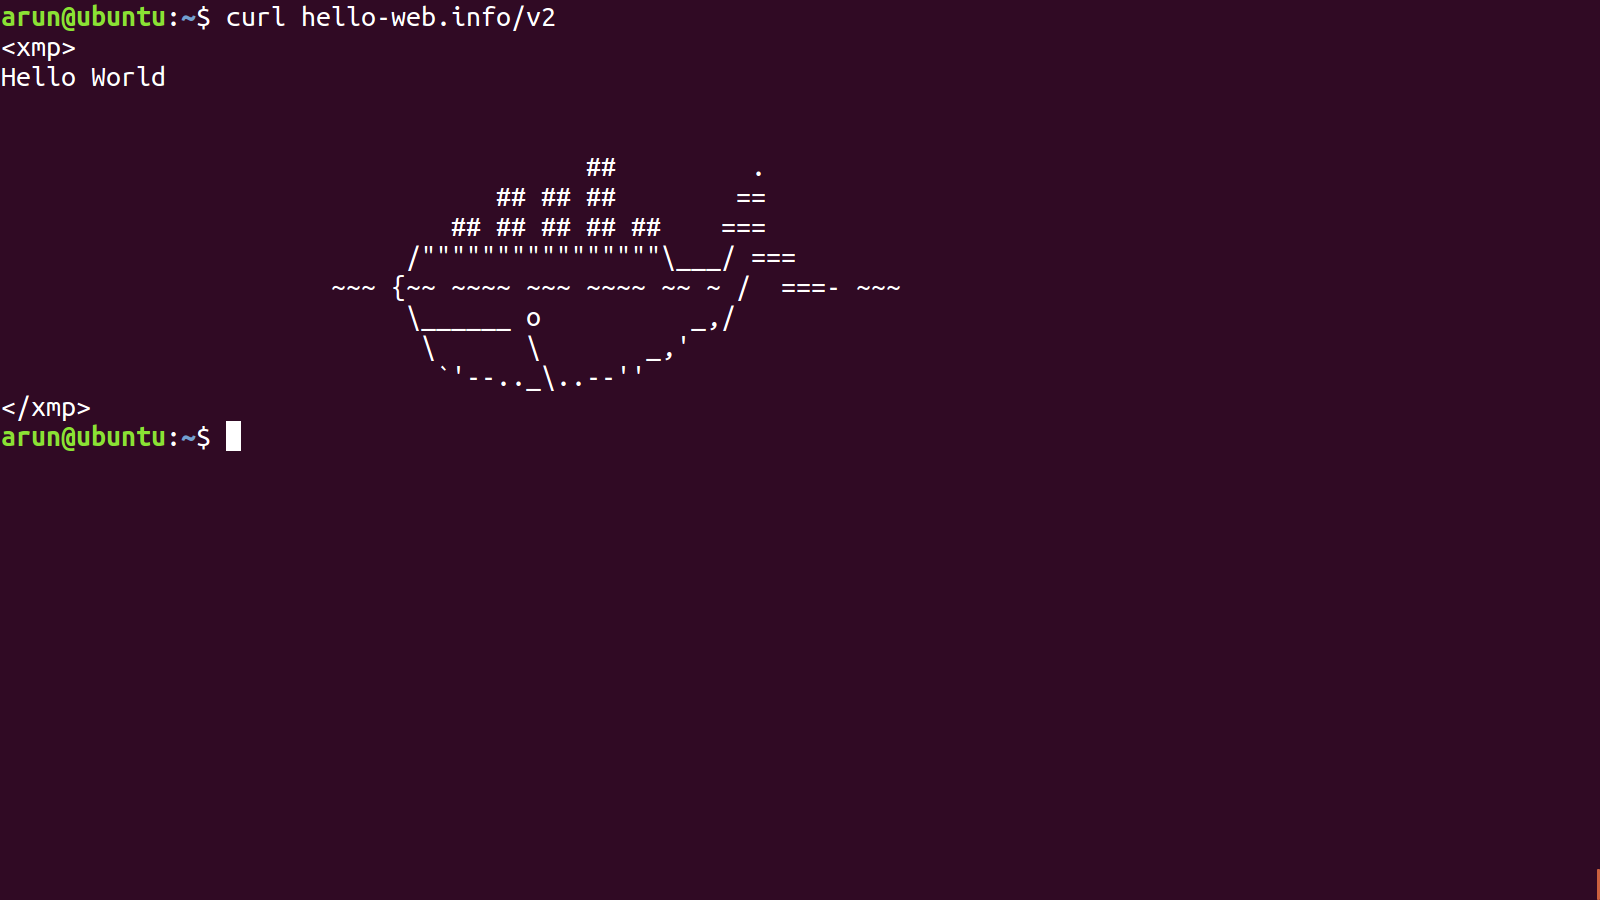 arun@ubuntu:~$ curl hello-web.info/v2
<xmp>
Hello World
                                       ##         .
                                 ## ## ##        ==
                              ## ## ## ## ##    ===
                           /""""""""""""""""\___/ ===
                      ~~~ {~~ ~~~~ ~~~ ~~~~ ~~ ~ /  ===- ~~~
                           \______ o          _,/
                            \      \       _,'
                             `'--.._\..--''
</xmp>
arun@ubuntu:~$